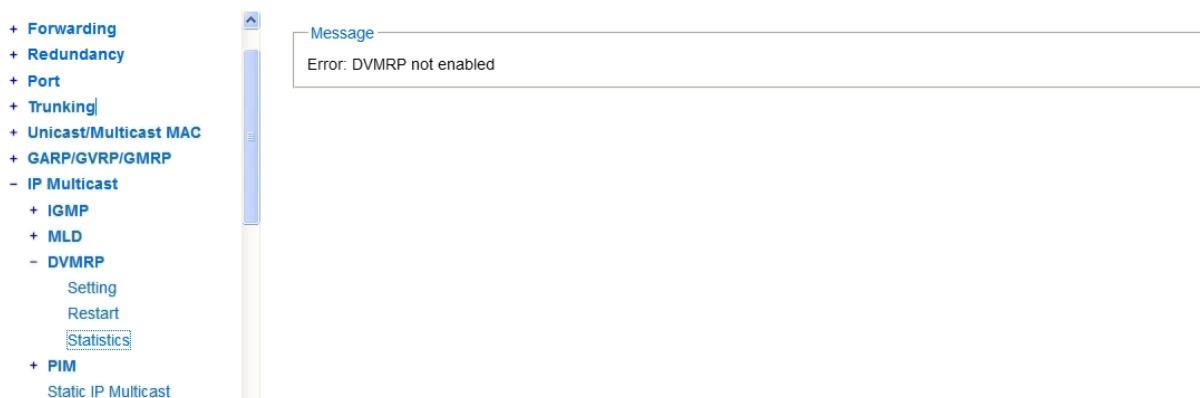 + Forwarding
+ Redundancy
+ Port
+ Trunking
+ Unicast/Multicast MAC
+ GARP/GVRP/GMRP
- IP Multicast
+ IGMP
+ MLD
- DVMRP
Setting
Restart
Statistics
+ PIM
Static IP Multicast
Message
Error: DVMRP not enabled